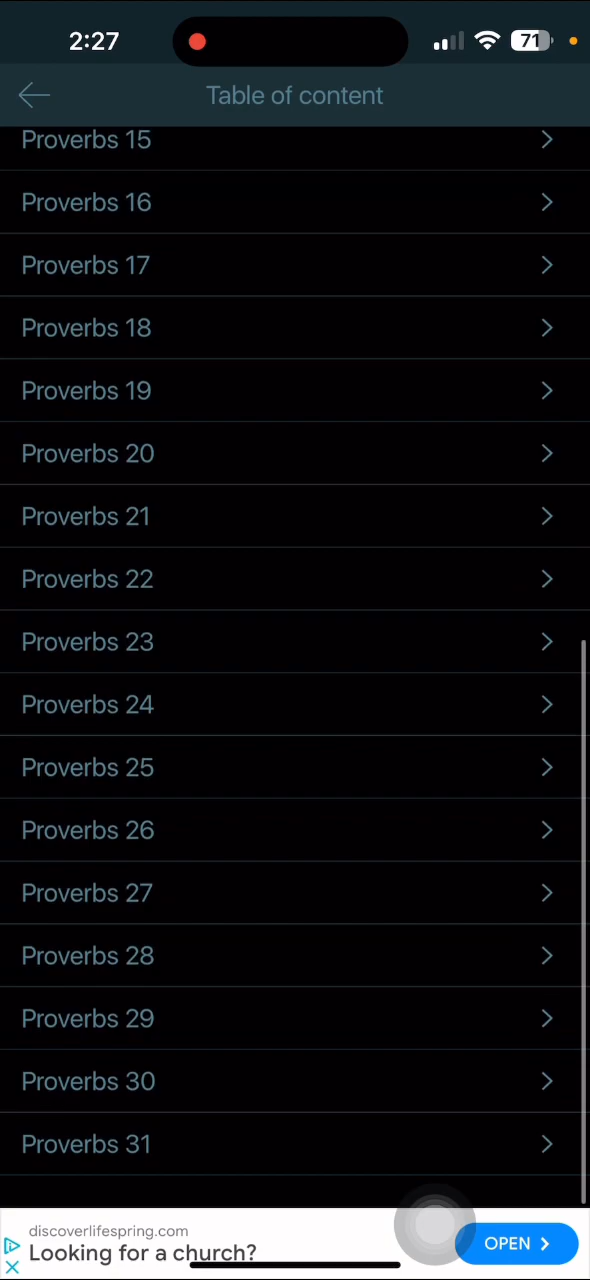 2:27
71
Table of content
Proverbs 15
Proverbs 16
Proverbs 17
Proverbs 18
Proverbs 19
Proverbs 20
Proverbs 21
Proverbs 22
Proverbs 23
Proverbs 24
Proverbs 25
Proverbs 26
Proverbs 27
Proverbs 28
Proverbs 29
Proverbs 30
Proverbs 31
discoverlifespring.com
Looking for a church?
OPEN